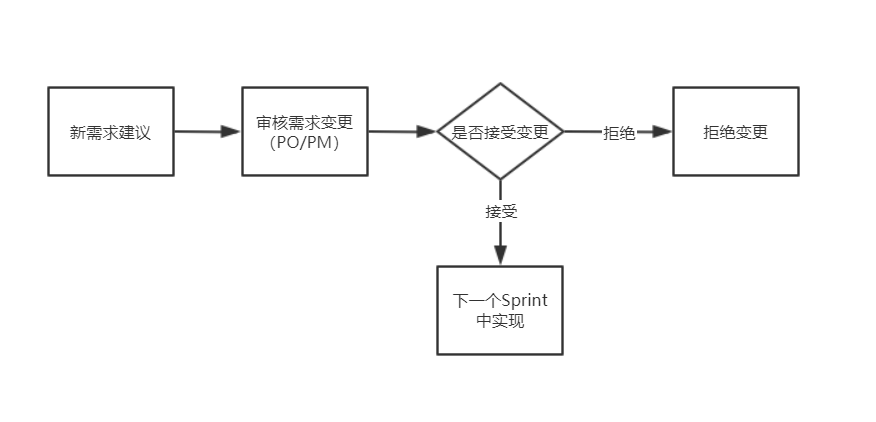 新需求建议
审核需求变更
（PO/PM）
是否接受变更
拒绝
拒绝变更
接受
下一个Sprint
中实现